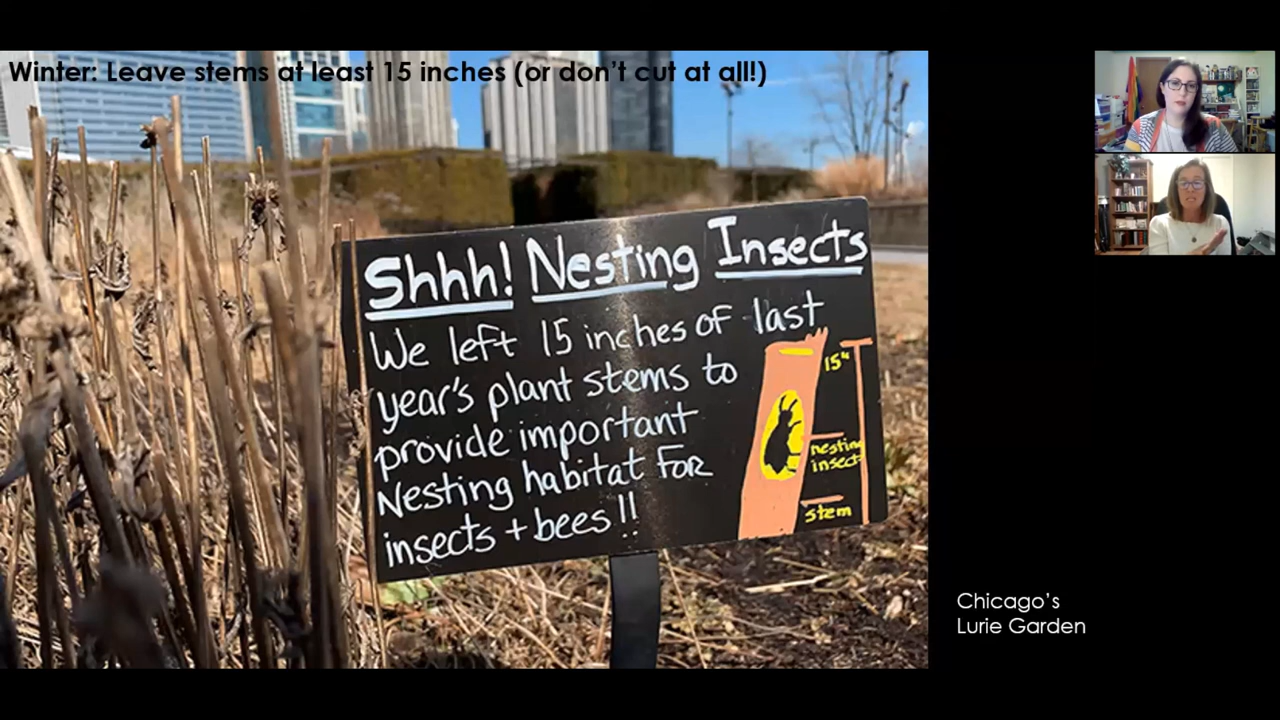 Winter: Leave stems at least 15 inches (or don't cut at all!)
Shhh! Nesting Insects
We left 15 inches of last
year's plant stems to
provide important
Nesting habitat FOR
insects + bees!!
15"
nesting
insect
stem
Chicago's
Lurie Garden